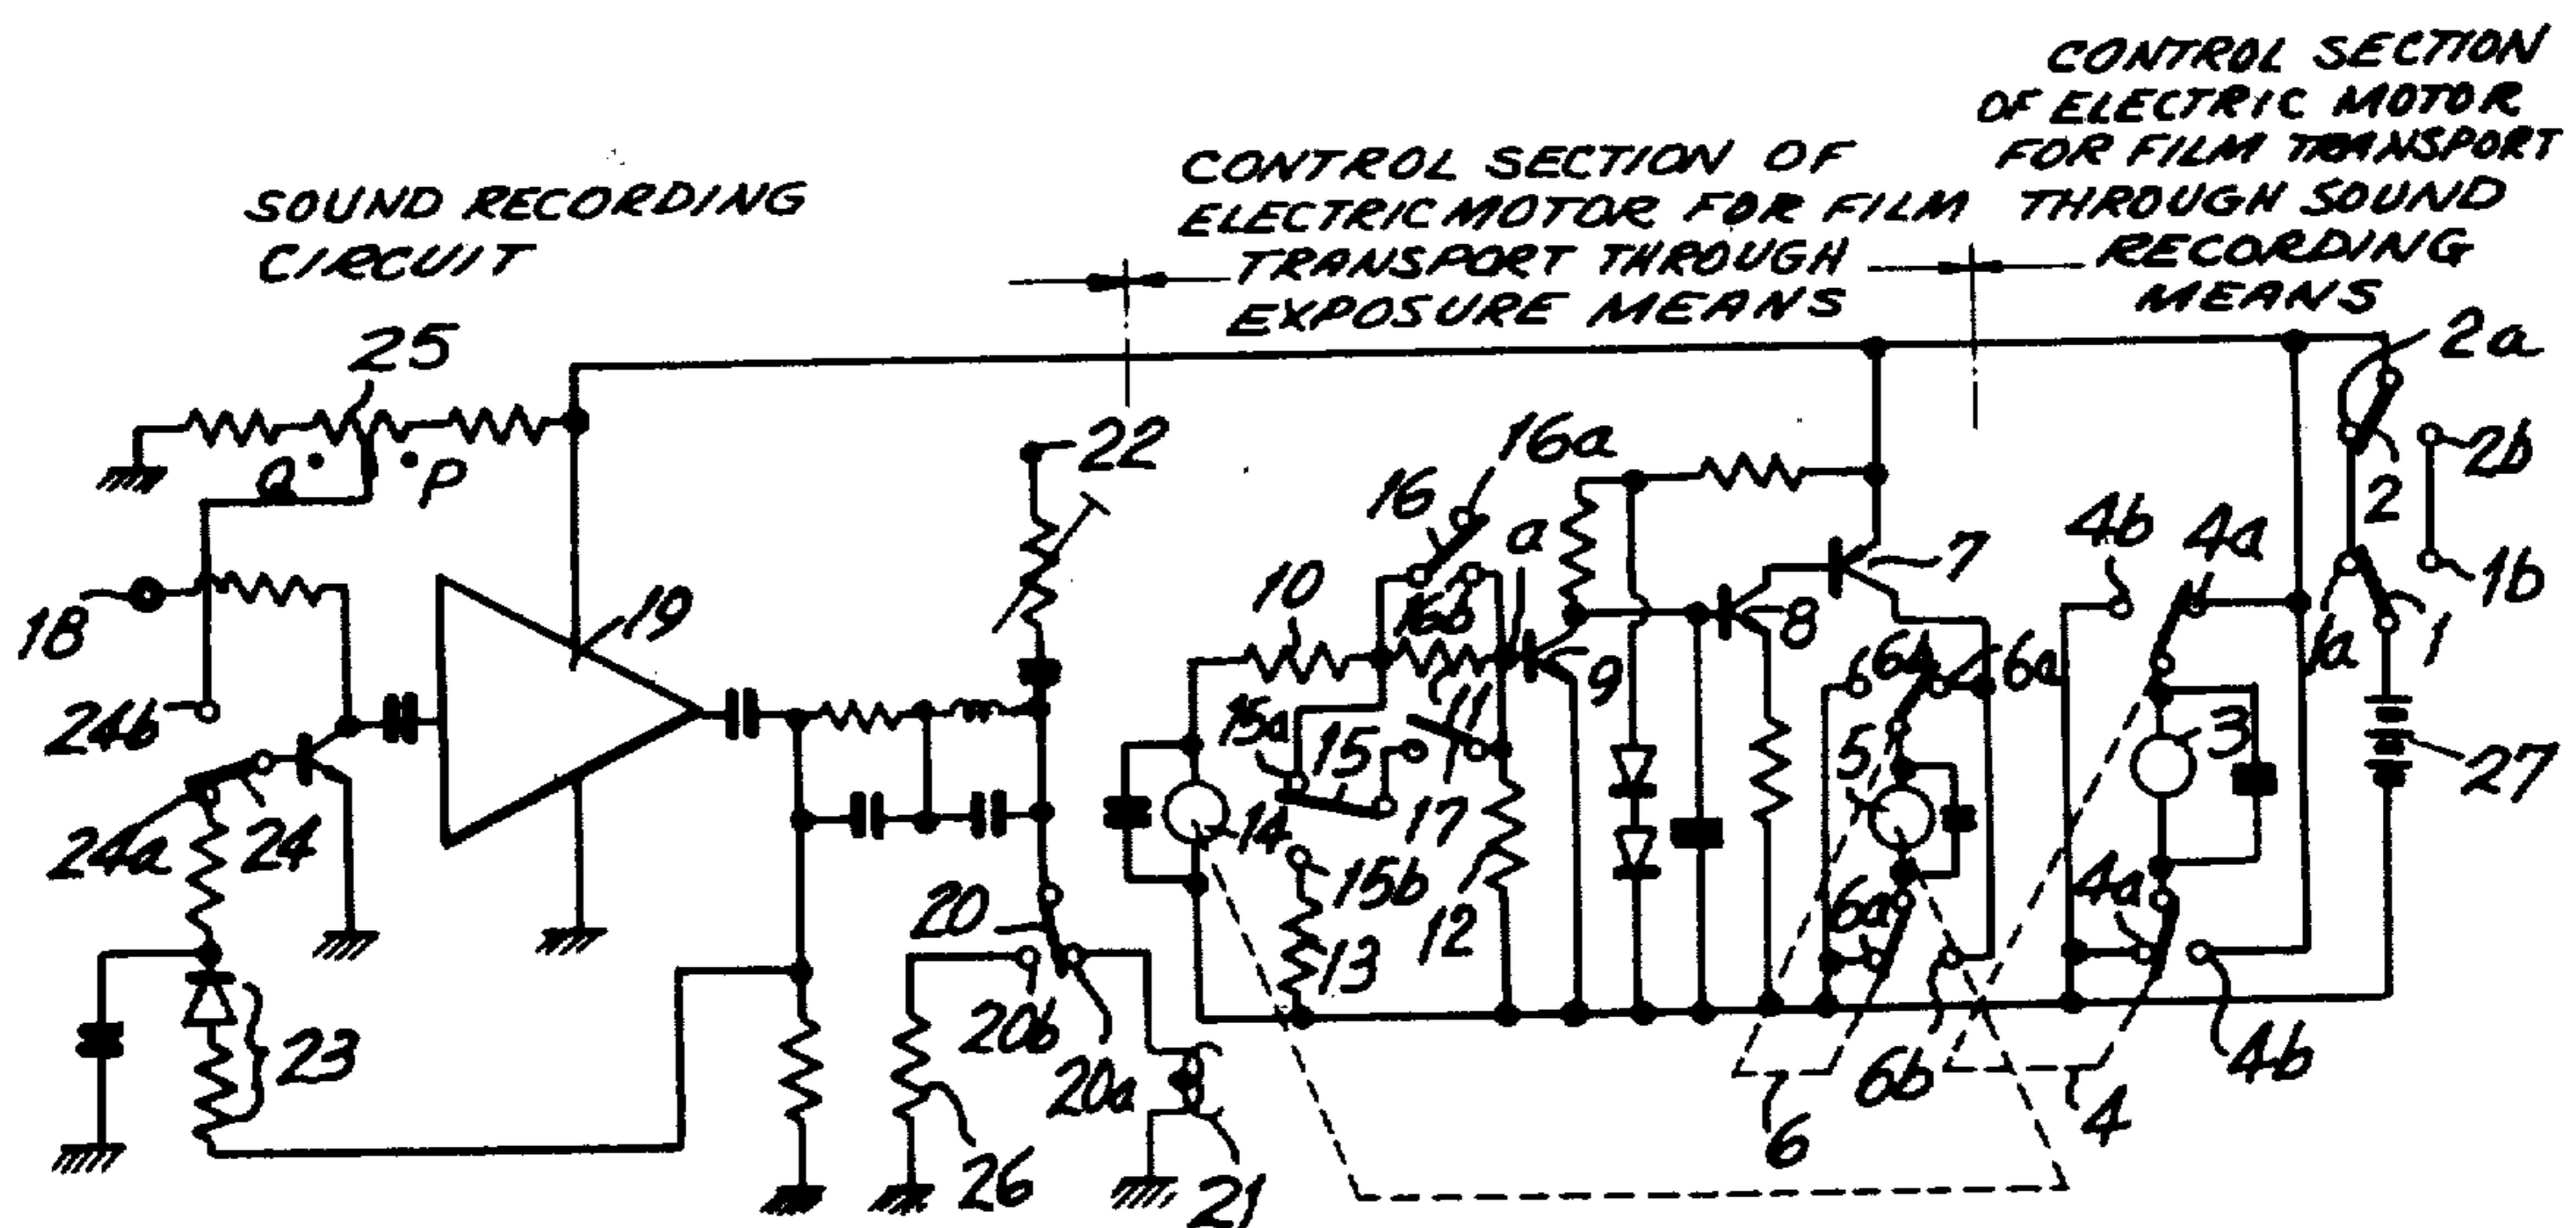 SOUND RECORDING
CIRCUIT
CONTROL SECTION OF
ELECTRIC MOTOR FOR FILM
TRANSPORT THROUGH
EXPOSURE MEANS
CONTROL SECTION
OF ELECTRIC MOTOR
FOR FILM TRANSPORT
THROUGH SOUND
RECORDING
MEANS
25
Q
P
18
19
24b
24a
24
23
22
20
20b
20a
26
21
10
16
16a
16b
a
11
9
15a
15
17
14
15b
13
12
8
7
6b
6a
5
6a
6b
6
4b
4a
3
4a
4b
4
2a
2b
2
1a
1
1b
27